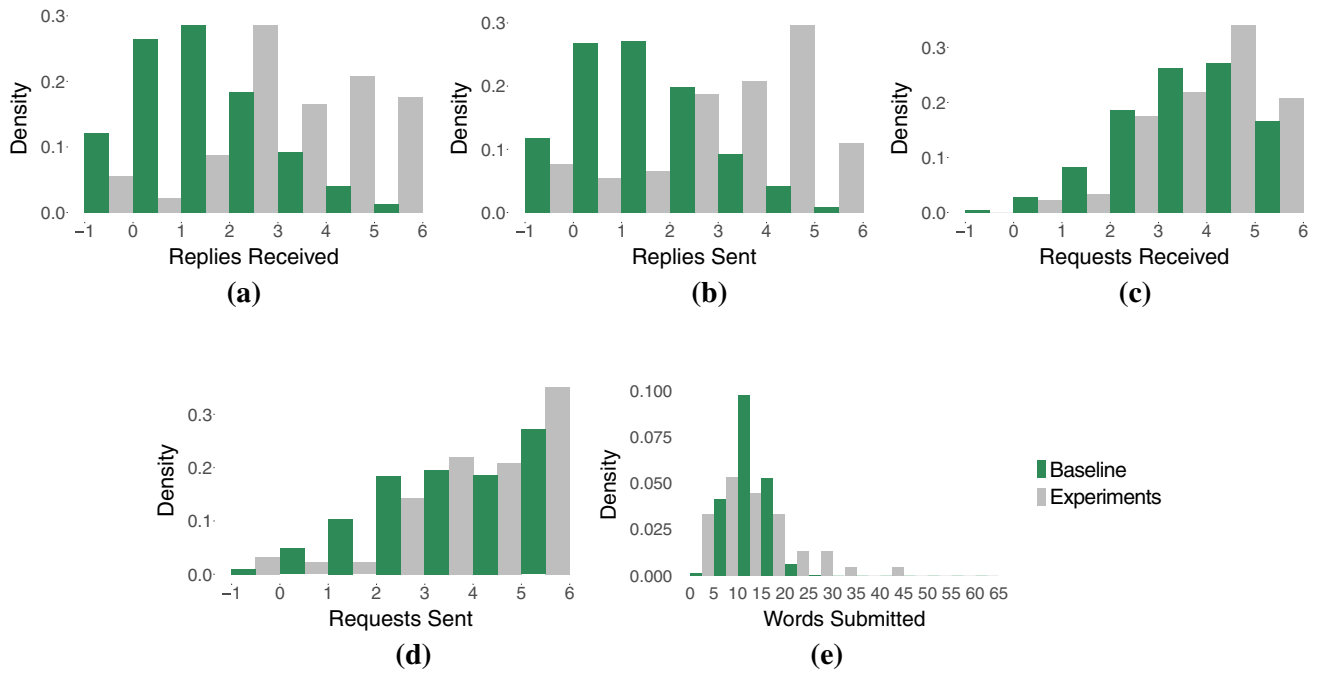 0.3
0.2
0.1
0.0
Density
−1 0 1 2 3 4 5 6
Replies Received
(a)
0.3
0.2
0.1
0.0
Density
−1 0 1 2 3 4 5 6
Replies Sent
(b)
0.3
0.2
0.1
0.0
Density
−1 0 1 2 3 4 5 6
Requests Received
(c)
0.3
0.2
0.1
0.0
Density
−1 0 1 2 3 4 5 6
Requests Sent
(d)
0.100
0.075
0.050
0.025
0.000
Density
0 5 10 15 20 25 30 35 40 45 50 55 60 65
Words Submitted
(e)
Baseline
Experiments